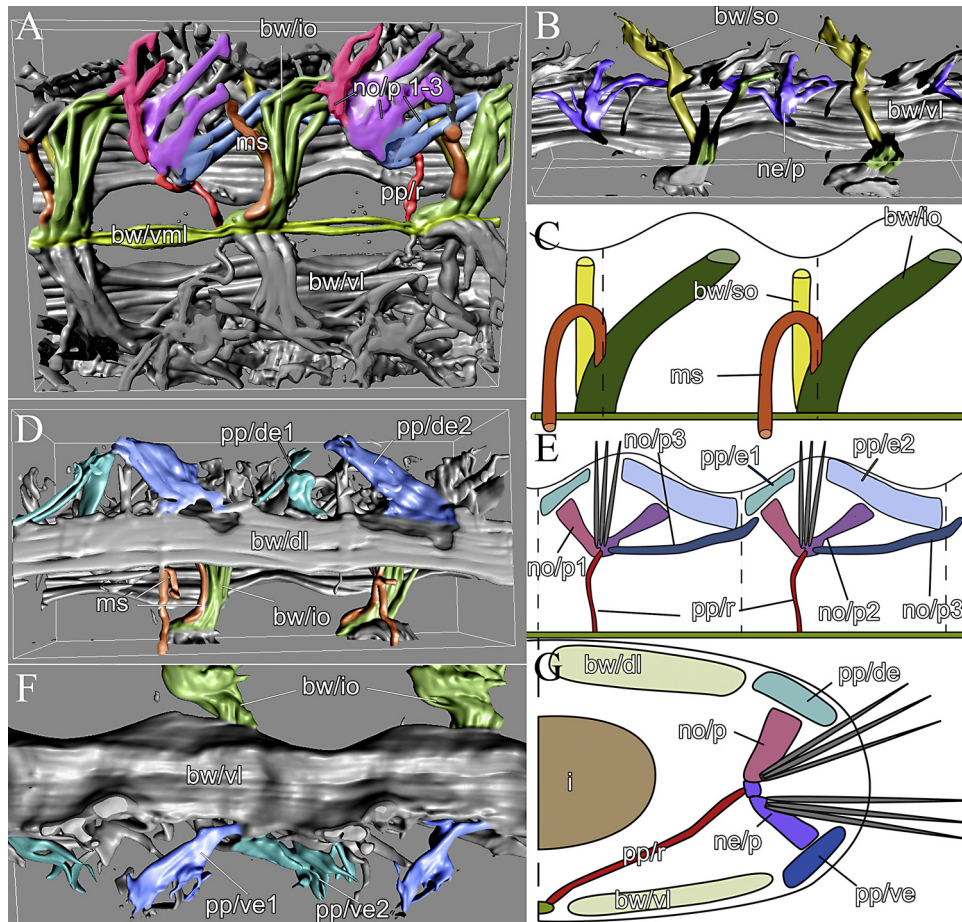 A
bw/io
no/p 1-3
ms
pp/r
bw/vml
bw/vl
B
bw/so
bw/vl
ne/p
C
bw/io
bw/so
ms
D
pp/de1
pp/de2
bw/dl
ms
bw/io
E
no/p3
pp/e1
pp/e2
no/p1
no/p2
no/p3
pp/r
F
bw/io
bw/vl
pp/ve1
pp/ve2
G
bw/dl
pp/de
no/p
i
ne/p
pp/r
bw/vl
pp/ve